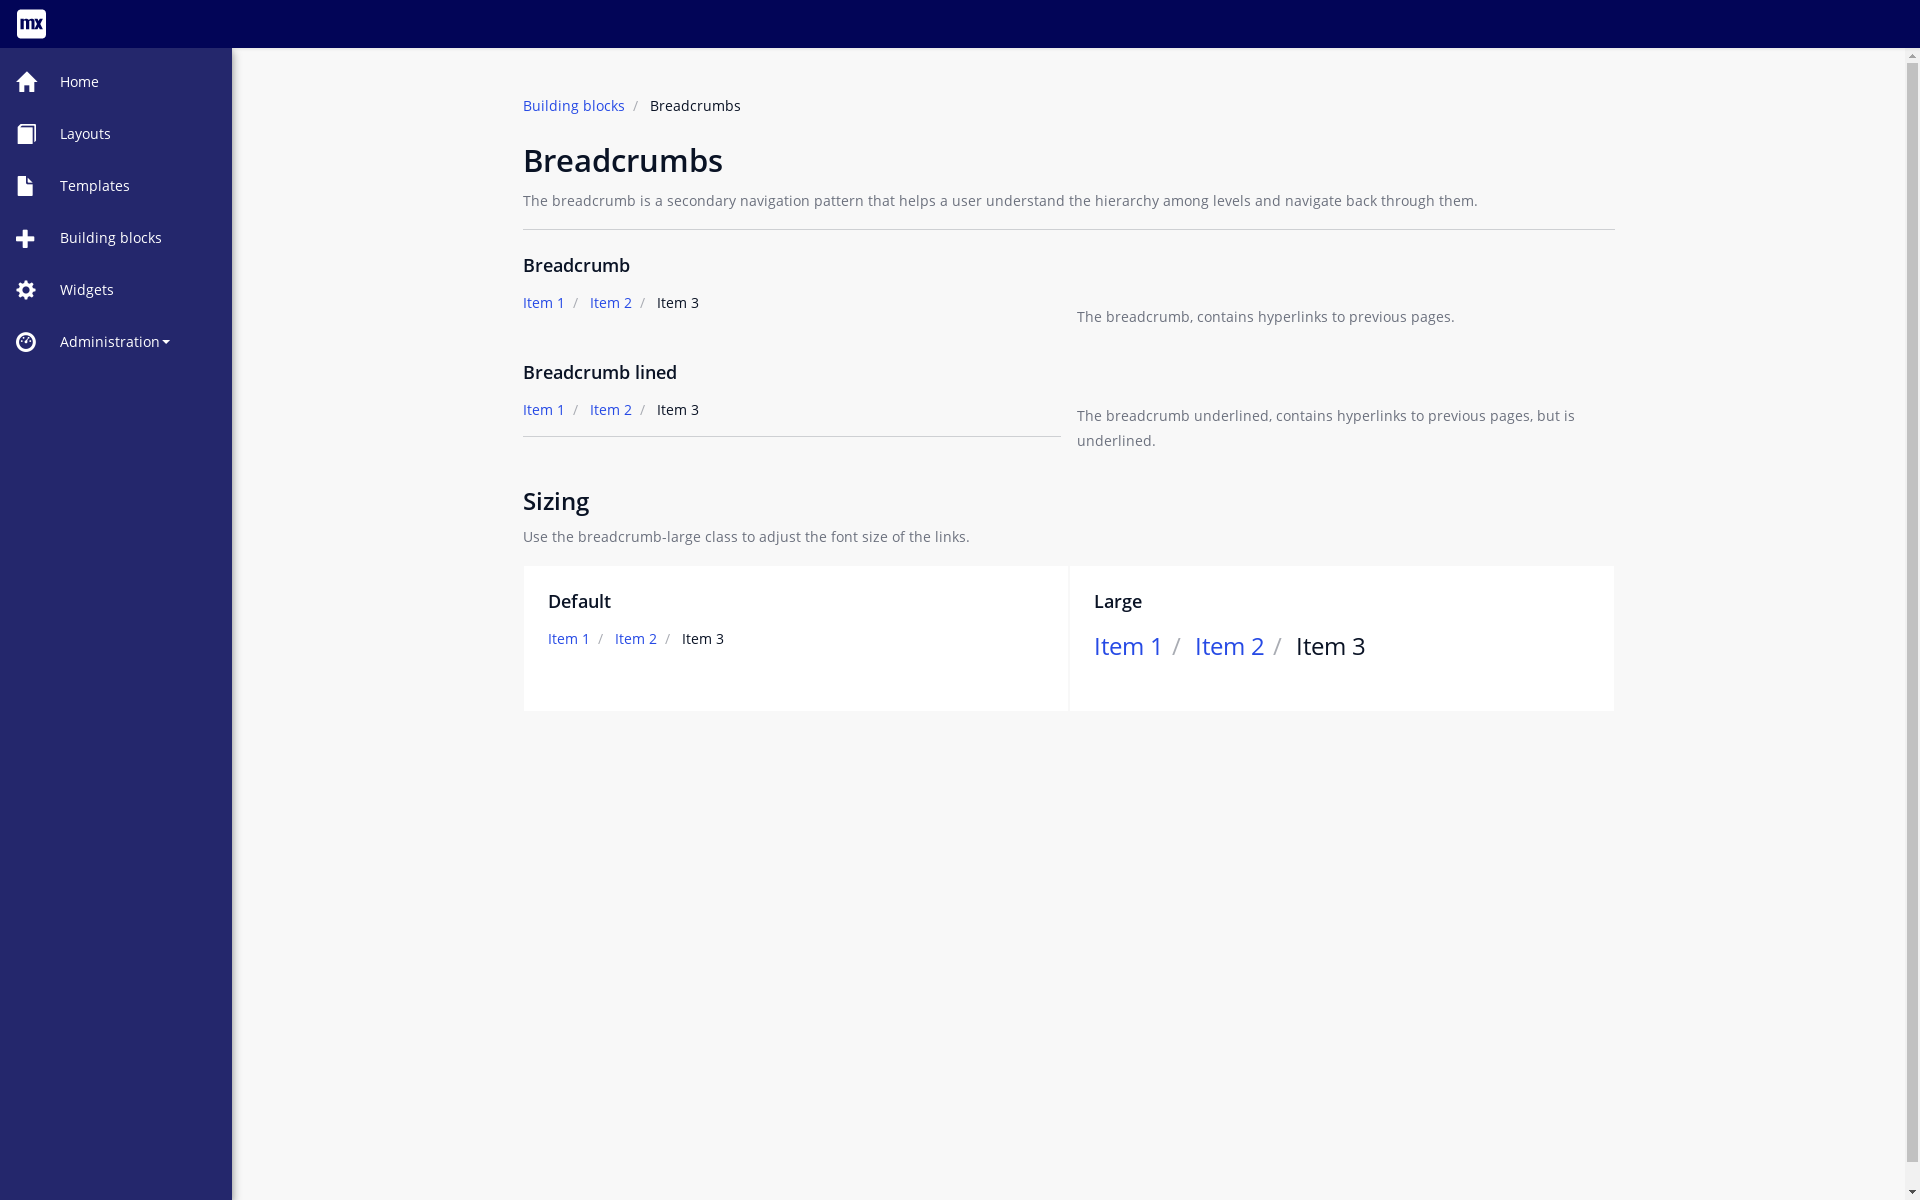 mx
Home
Layouts
Templates
Building blocks
Widgets
Administration
Building blocks / Breadcrumbs
Breadcrumbs
The breadcrumb is a secondary navigation pattern that helps a user understand the hierarchy among levels and navigate back through them.
Breadcrumb
Item 1 / Item 2 / Item 3
The breadcrumb, contains hyperlinks to previous pages.
Breadcrumb lined
Item 1 / Item 2 / Item 3
The breadcrumb underlined, contains hyperlinks to previous pages, but is
underlined.
Sizing
Use the breadcrumb-large class to adjust the font size of the links.
Default
Item 1 / Item 2 / Item 3
Large
Item 1 / Item 2 / Item 3